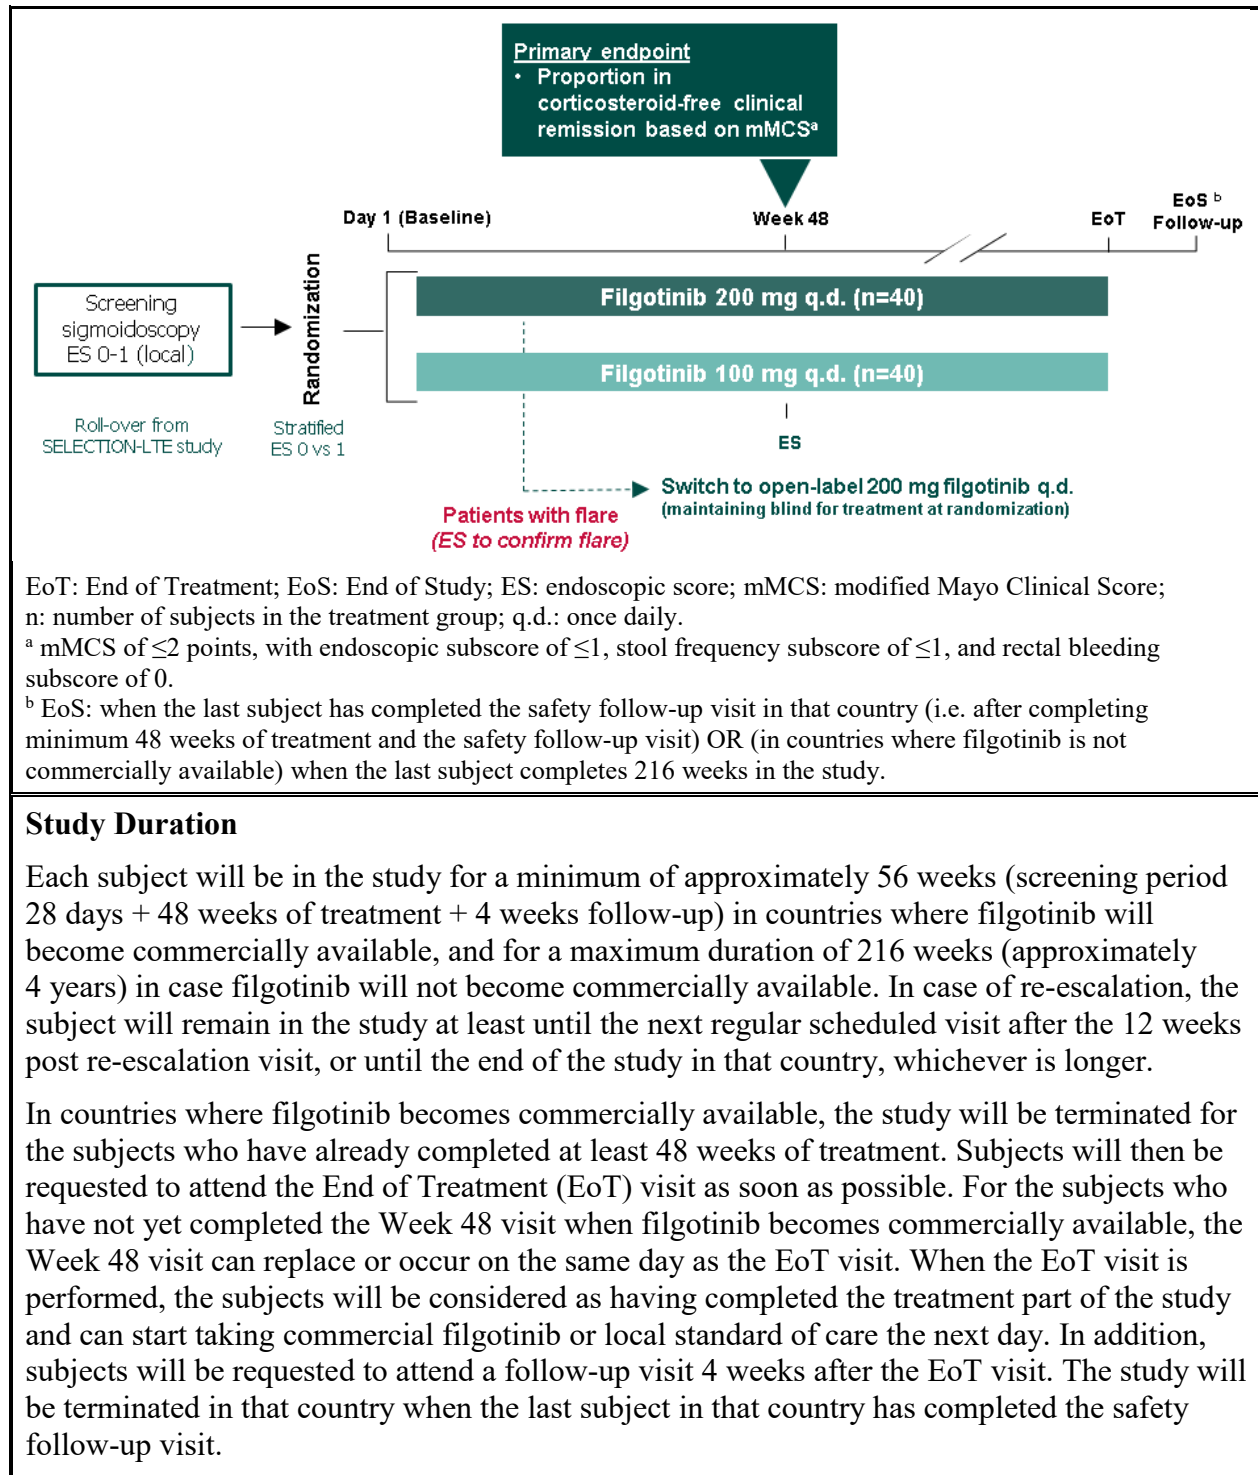 Primary endpoint
• Proportion in
corticosteroid-free clinical
remission based on mMCSᵃ
Day 1 (Baseline)
Week 48
EoT
EoS ᵇ
Follow-up
Screening
sigmoidoscopy
ES 0-1 (local)
Randomization
Filgotinib 200 mg q.d. (n=40)
Filgotinib 100 mg q.d. (n=40)
Roll-over from
SELECTION-LTE study
Stratified
ES 0 vs 1
ES
Switch to open-label 200 mg filgotinib q.d.
(maintaining blind for treatment at randomization)
Patients with flare
(ES to confirm flare)
EoT: End of Treatment; EoS: End of Study; ES: endoscopic score; mMCS: modified Mayo Clinical Score;
n: number of subjects in the treatment group; q.d.: once daily.
ᵃ mMCS of ≤2 points, with endoscopic subscore of ≤1, stool frequency subscore of ≤1, and rectal bleeding
subscore of 0.
ᵇ EoS: when the last subject has completed the safety follow-up visit in that country (i.e. after completing
minimum 48 weeks of treatment and the safety follow-up visit) OR (in countries where filgotinib is not
commercially available) when the last subject completes 216 weeks in the study.
Study Duration
Each subject will be in the study for a minimum of approximately 56 weeks (screening period
28 days + 48 weeks of treatment + 4 weeks follow-up) in countries where filgotinib will
become commercially available, and for a maximum duration of 216 weeks (approximately
4 years) in case filgotinib will not become commercially available. In case of re-escalation, the
subject will remain in the study at least until the next regular scheduled visit after the 12 weeks
post re-escalation visit, or until the end of the study in that country, whichever is longer.
In countries where filgotinib becomes commercially available, the study will be terminated for
the subjects who have already completed at least 48 weeks of treatment. Subjects will then be
requested to attend the End of Treatment (EoT) visit as soon as possible. For the subjects who
have not yet completed the Week 48 visit when filgotinib becomes commercially available, the
Week 48 visit can replace or occur on the same day as the EoT visit. When the EoT visit is
performed, the subjects will be considered as having completed the treatment part of the study
and can start taking commercial filgotinib or local standard of care the next day. In addition,
subjects will be requested to attend a follow-up visit 4 weeks after the EoT visit. The study will
be terminated in that country when the last subject in that country has completed the safety
follow-up visit.